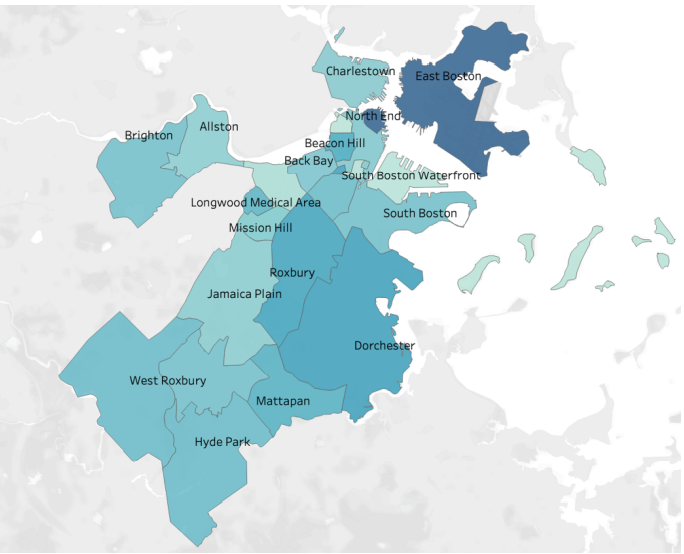 Charlestown
East Boston
North End
Allston
Brighton
Beacon Hill
Back Bay
South Boston Waterfront
Longwood Medical Area
South Boston
Mission Hill
Roxbury
Jamaica Plain
Dorchester
West Roxbury
Mattapan
Hyde Park